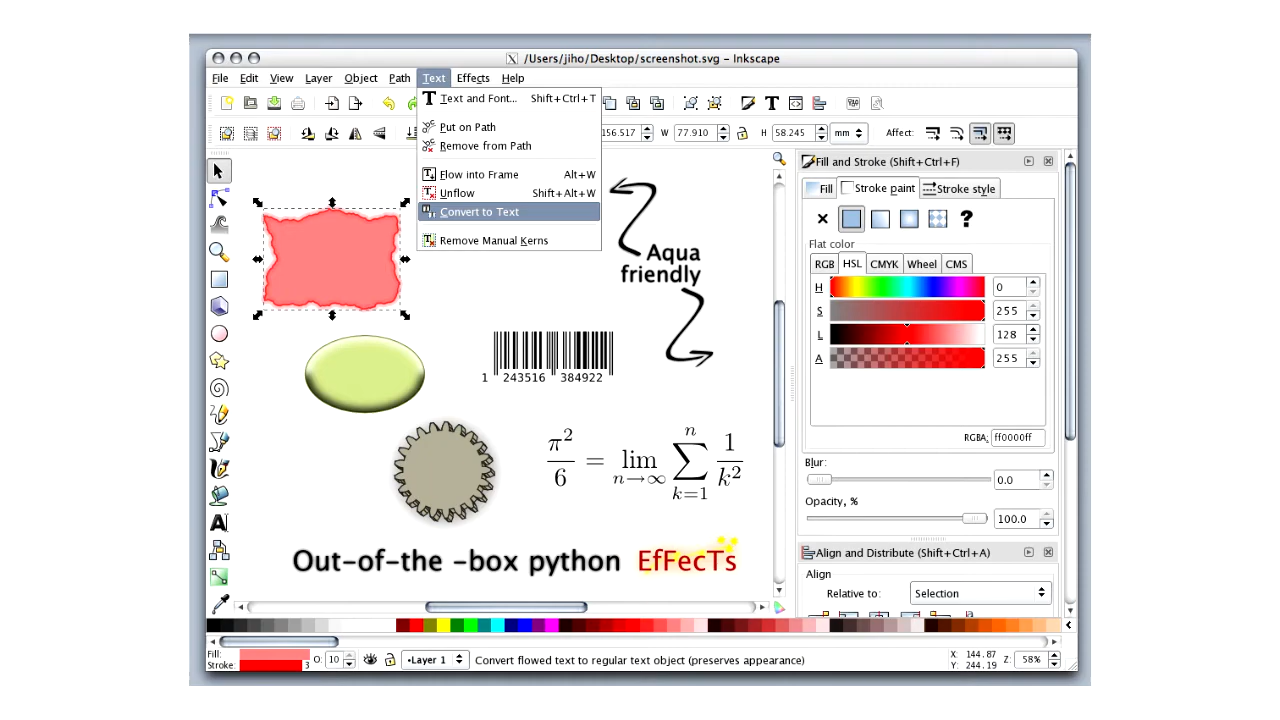 /Users/jiho/Desktop/screenshot.svg - Inkscape
File Edit View Layer Object Path Text Effects Help
Text and Font... Shift+Ctrl+T
Put on Path
Remove from Path
Flow into Frame Alt+W
Unflow Shift+Alt+W
Convert to Text
Remove Manual Kerns
156.517 W 77.910 H 58.245 mm Affect:
Aqua
friendly
1 243516 384922
π² / 6 = lim n→∞ ∑ k=1 n 1 / k²
Out-of-the -box python EfFecTs
Fill and Stroke (Shift+Ctrl+F)
Fill Stroke paint Stroke style
?
Flat color
RGB HSL CMYK Wheel CMS
H 0
S 255
L 128
A 255
RGBA: ff0000ff
Blur:
0.0
Opacity, %
100.0
Align and Distribute (Shift+Ctrl+A)
Align
Relative to: Selection
Fill:
Stroke: 3
O: 10
•Layer 1
Convert flowed text to regular text object (preserves appearance)
X: 144.87
Y: 244.19
Z: 58%